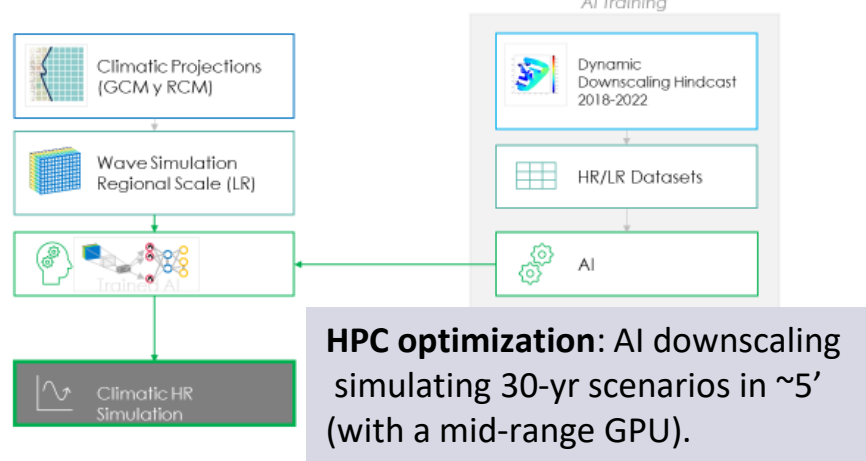 AI Training
Climatic Projections
(GCM y RCM)
Wave Simulation
Regional Scale (LR)
Trained AI
Climatic HR
Simulation
Dynamic
Downscaling Hindcast
2018-2022
HR/LR Datasets
AI
HPC optimization: AI downscaling
simulating 30-yr scenarios in ~5’
(with a mid-range GPU).